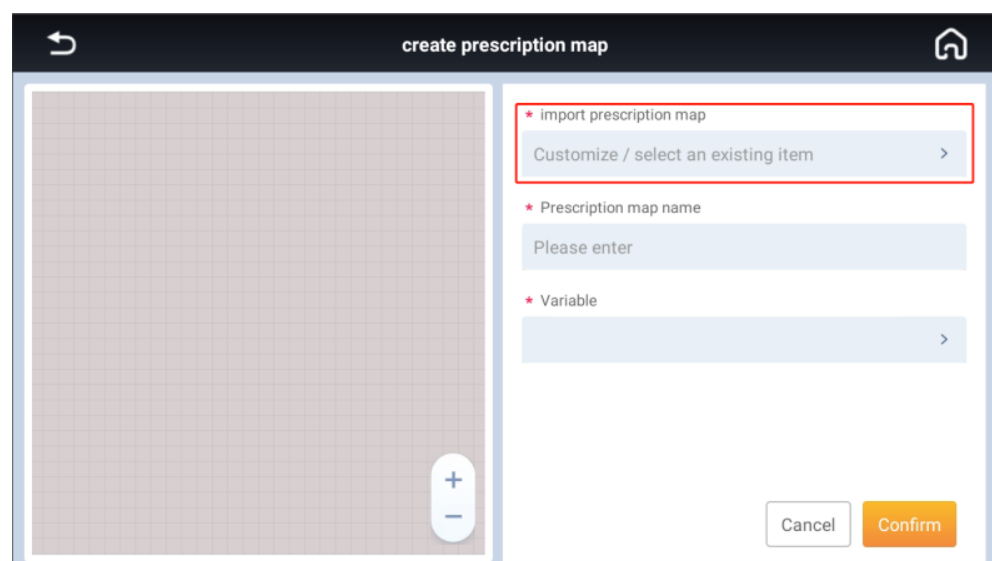 create prescription map
* import prescription map
Customize / select an existing item
* Prescription map name
Please enter
* Variable
Cancel
Confirm